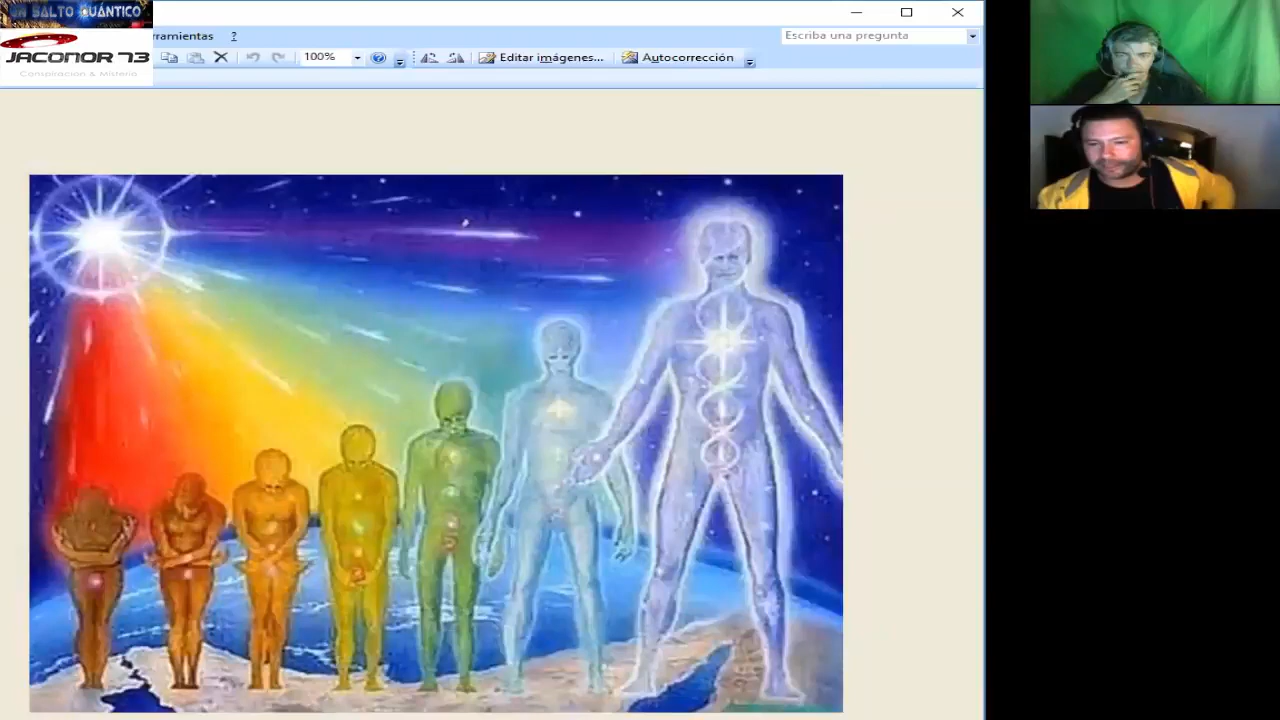 UN SALTO CUÁNTICO
JACONOR 73
Conspiración & Misterio
rramientas ?
Escriba una pregunta
100%
Editar imágenes...
Autocorrección